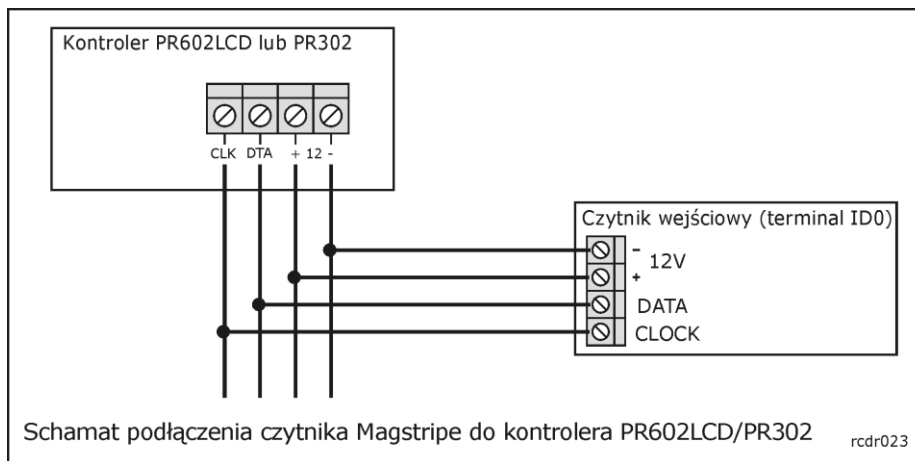 Kontroler PR602LCD lub PR302
CLK DTA + 12 -
Czytnik wejściowy (terminal ID0)
-
12V
+
DATA
CLOCK
Schamat podłączenia czytnika Magstripe do kontrolera PR602LCD/PR302
rcdr023